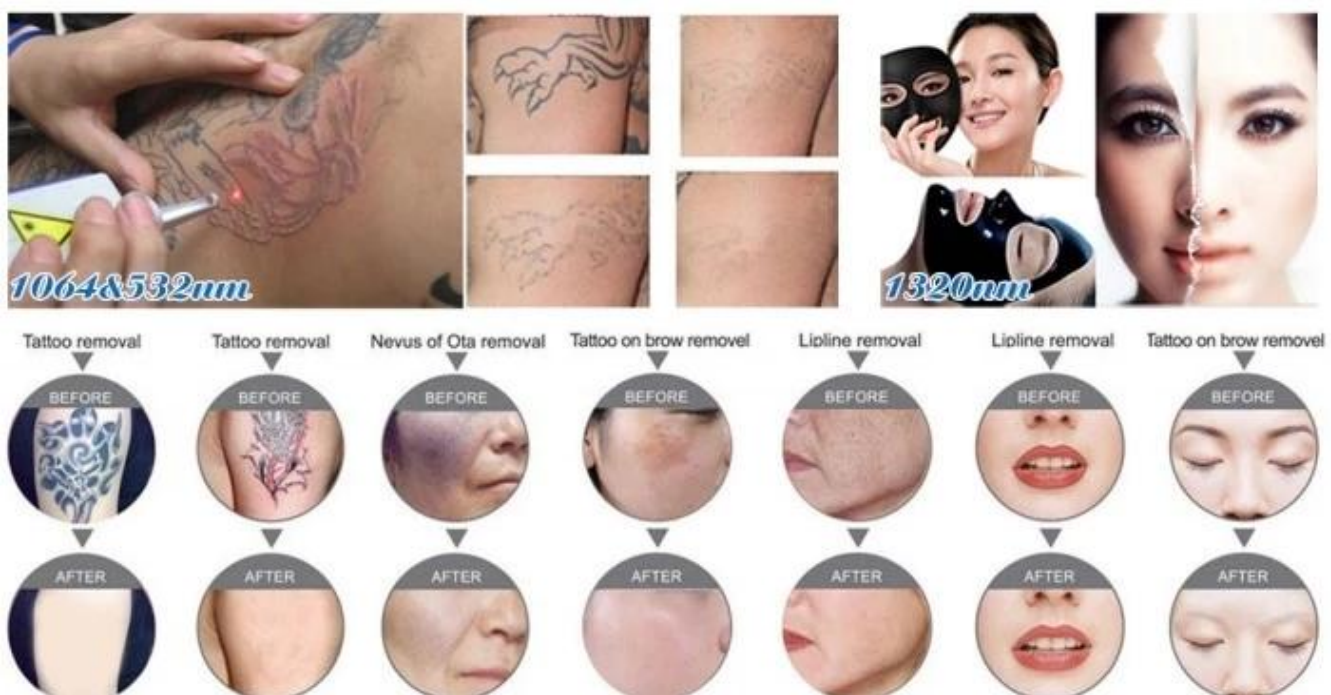 1064&532nm
1320nm
Tattoo removal
Tattoo removal
Nevus of Ota removal
Tattoo on brow removel
Lipline removal
Lipline removal
Tattoo on brow removel
BEFORE
BEFORE
BEFORE
BEFORE
BEFORE
BEFORE
BEFORE
AFTER
AFTER
AFTER
AFTER
AFTER
AFTER
AFTER